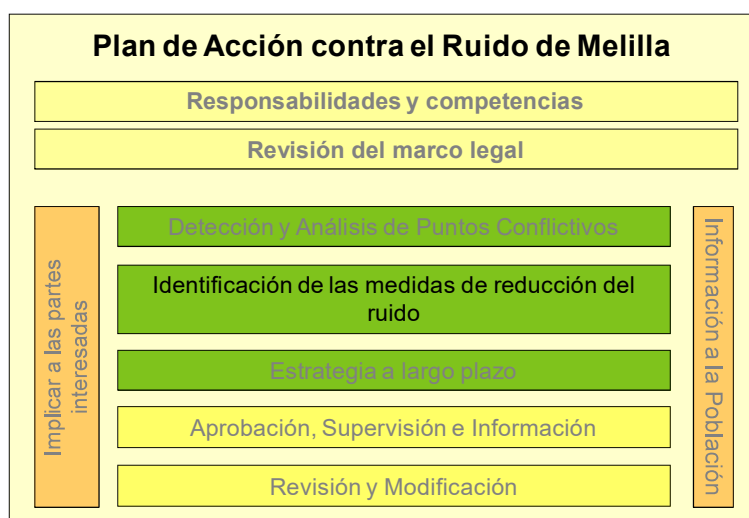 Plan de Acción contra el Ruido de Melilla
Responsabilidades y competencias
Revisión del marco legal
Implicar a las partes
interesadas
Detección y Análisis de Puntos Conflictivos
Identificación de las medidas de reducción del
ruido
Estrategia a largo plazo
Aprobación, Supervisión e Información
Revisión y Modificación
Información a la Población